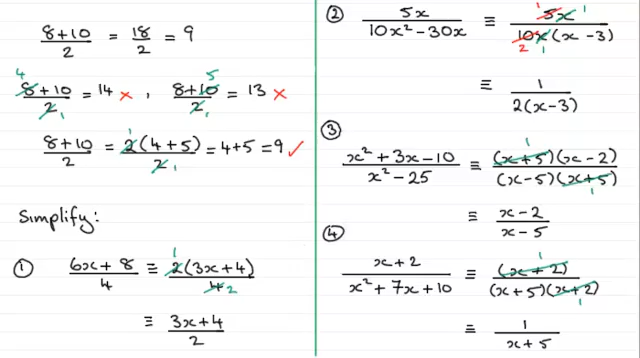 (8+10)/2 = 18/2 = 9
4 (8+10)/2 1 = 14 × , 5 (8+10)/2 1 = 13 ×
(8+10)/2 = 1 2(4+5)/2 1 = 4+5 = 9 ✓
Simplify:
① (6x+8)/4 ≡ 1 2(3x+4)/4 2
≡ (3x+4)/2
② 5x/(10x² − 30x) ≡ 1 5x 1/(10x(x − 3)) 2 1
≡ 1/(2(x−3))
③
(x² + 3x − 10)/(x² − 25) ≡ 1 (x+5)(x−2)/((x−5)(x+5)) 1
≡ (x−2)/(x−5)
④
(x+2)/(x² + 7x + 10) ≡ 1 (x+2)/((x+5)(x+2)) 1
≡ 1/(x+5)